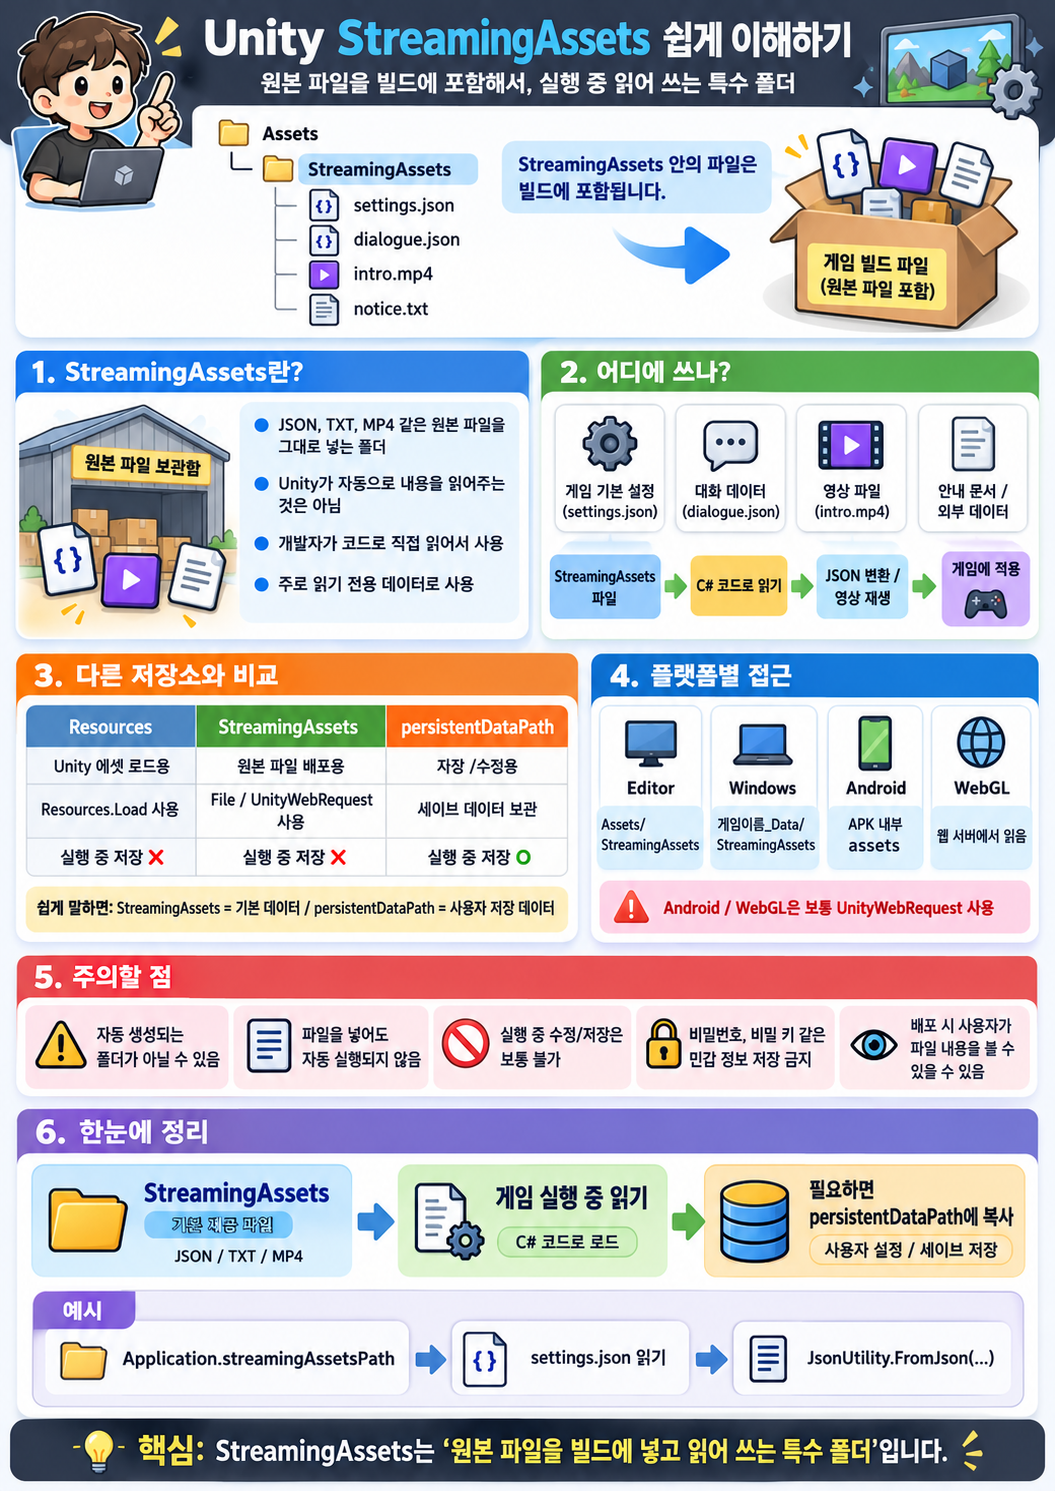 Unity StreamingAssets 쉽게 이해하기
원본 파일을 빌드에 포함해서, 실행 중 읽어 쓰는 특수 폴더
Assets
StreamingAssets
settings.json
dialogue.json
intro.mp4
notice.txt
StreamingAssets 안의 파일은
빌드에 포함됩니다.
게임 빌드 파일
(원본 파일 포함)
1. StreamingAssets란?
원본 파일 보관함
JSON, TXT, MP4 같은 원본 파일을
그대로 넣는 폴더
Unity가 자동으로 내용을 읽어주는
것은 아님
개발자가 코드로 직접 읽어서 사용
주로 읽기 전용 데이터로 사용
2. 어디에 쓰나?
게임 기본 설정
(settings.json)
대화 데이터
(dialogue.json)
영상 파일
(intro.mp4)
안내 문서 /
외부 데이터
StreamingAssets
파일
C# 코드로 읽기
JSON 변환 /
영상 재생
게임에 적용
3. 다른 저장소와 비교
Resources
StreamingAssets
persistentDataPath
Unity 에셋 로드용
원본 파일 배포용
자장 /수정용
Resources.Load 사용
File / UnityWebRequest
사용
세이브 데이터 보관
실행 중 저장 ❌
실행 중 저장 ❌
실행 중 저장 O
쉽게 말하면: StreamingAssets = 기본 데이터 / persistentDataPath = 사용자 저장 데이터
4. 플랫폼별 접근
Editor
Assets/
StreamingAssets
Windows
게임이름_Data/
StreamingAssets
Android
APK 내부
assets
WebGL
웹 서버에서 읽음
Android / WebGL은 보통 UnityWebRequest 사용
5. 주의할 점
자동 생성되는
폴더가 아닐 수 있음
파일을 넣어도
자동 실행되지 않음
실행 중 수정/저장은
보통 불가
비밀번호, 비밀 키 같은
민갑 정보 저장 금지
배포 시 사용자가
파일 내용을 볼 수
있을 수 있음
6. 한눈에 정리
StreamingAssets
기본 제공 파일
JSON / TXT / MP4
게임 실행 중 읽기
C# 코드로 로드
필요하면
persistentDataPath에 복사
사용자 설정 / 세이브 저장
예시
Application.streamingAssetsPath
settings.json 읽기
JsonUtility.FromJson(...)
핵심: StreamingAssets는 '원본 파일을 빌드에 넣고 읽어 쓰는 특수 폴더'입니다.